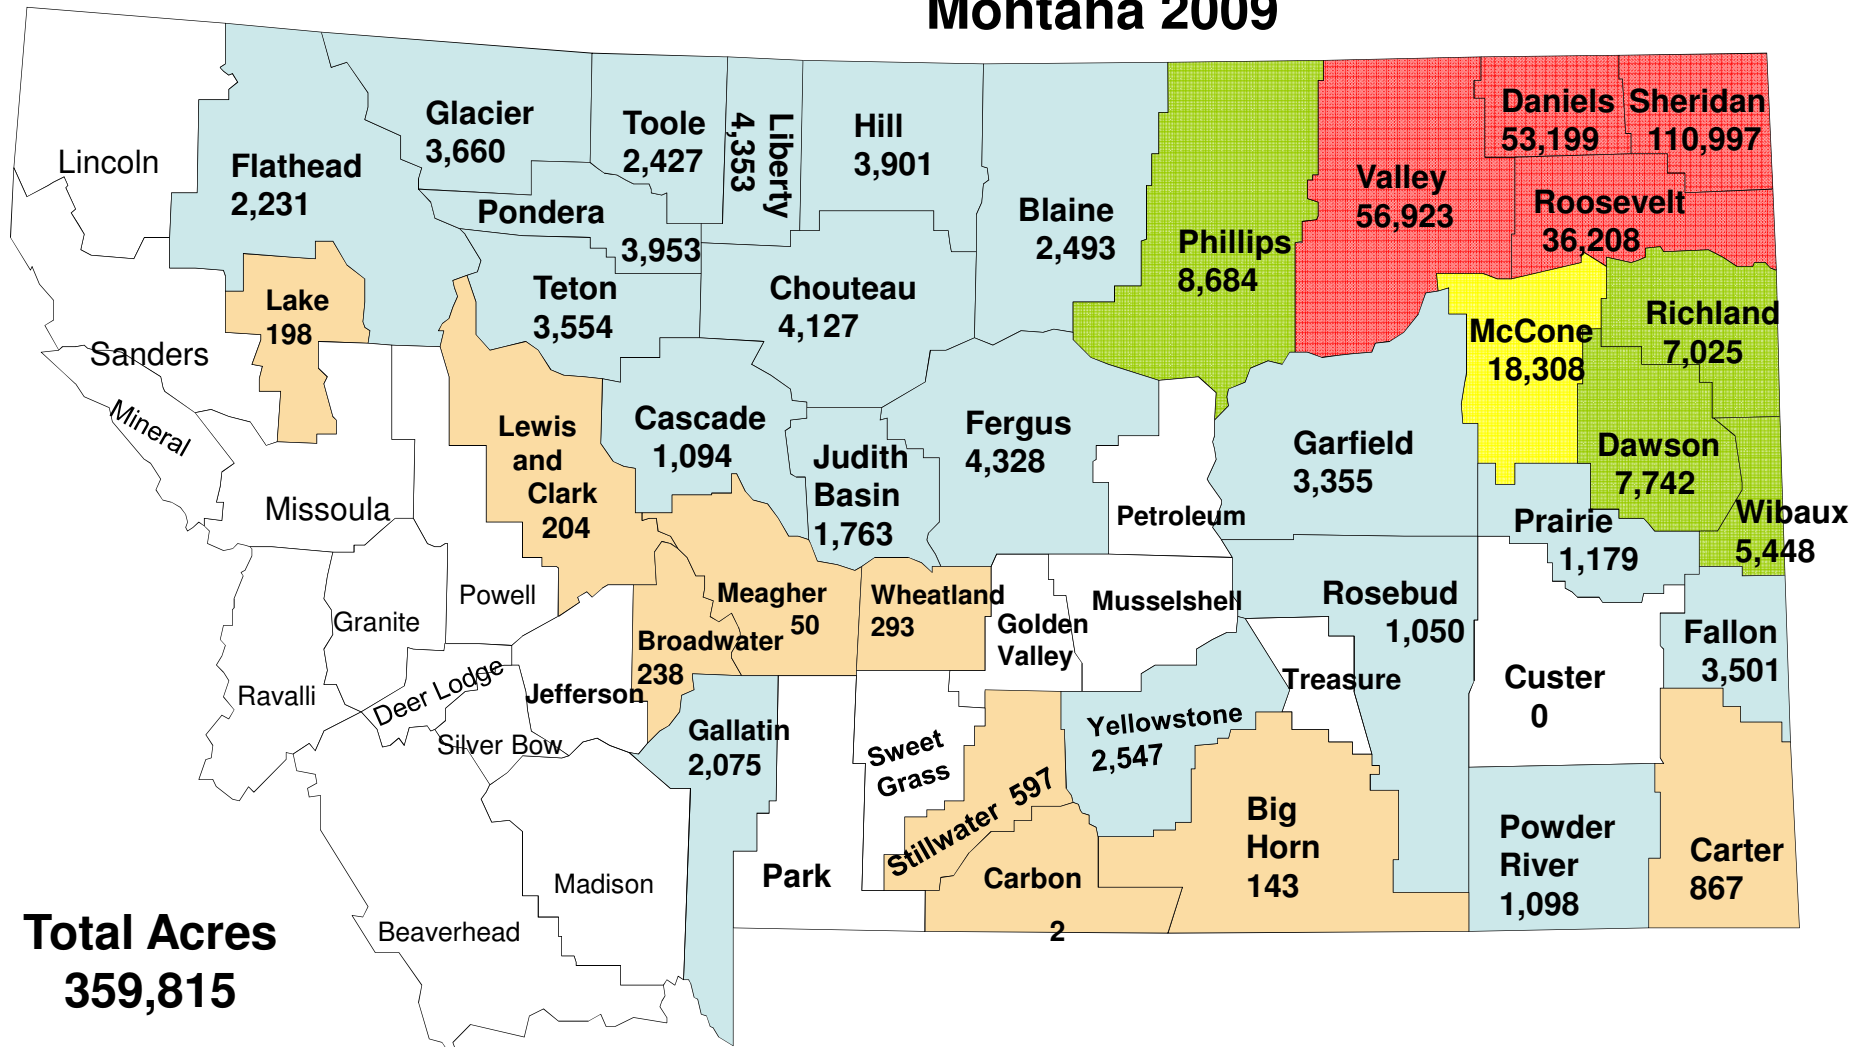 Montana 2009
Lincoln
Flathead
2,231
Glacier
3,660
Toole
2,427
Liberty
4,353
Hill
3,901
Blaine
2,493
Phillips
8,684
Valley
56,923
Daniels
53,199
Sheridan
110,997
Roosevelt
36,208
Pondera
3,953
Teton
3,554
Chouteau
4,127
Lake
198
Sanders
Mineral
Missoula
Lewis
and
Clark
204
Cascade
1,094
Judith
Basin
1,763
Fergus
4,328
Petroleum
Garfield
3,355
McCone
18,308
Richland
7,025
Dawson
7,742
Wibaux
5,448
Prairie
1,179
Powell
Granite
Ravalli
Deer Lodge
Silver Bow
Jefferson
Broadwater
238
Meagher
50
Wheatland
293
Golden
Valley
Musselshell
Rosebud
1,050
Treasure
Custer
0
Fallon
3,501
Gallatin
2,075
Sweet
Grass
Stillwater 597
Yellowstone
2,547
Big
Horn
143
Powder
River
1,098
Carter
867
Carbon
2
Park
Madison
Beaverhead
Total Acres
359,815